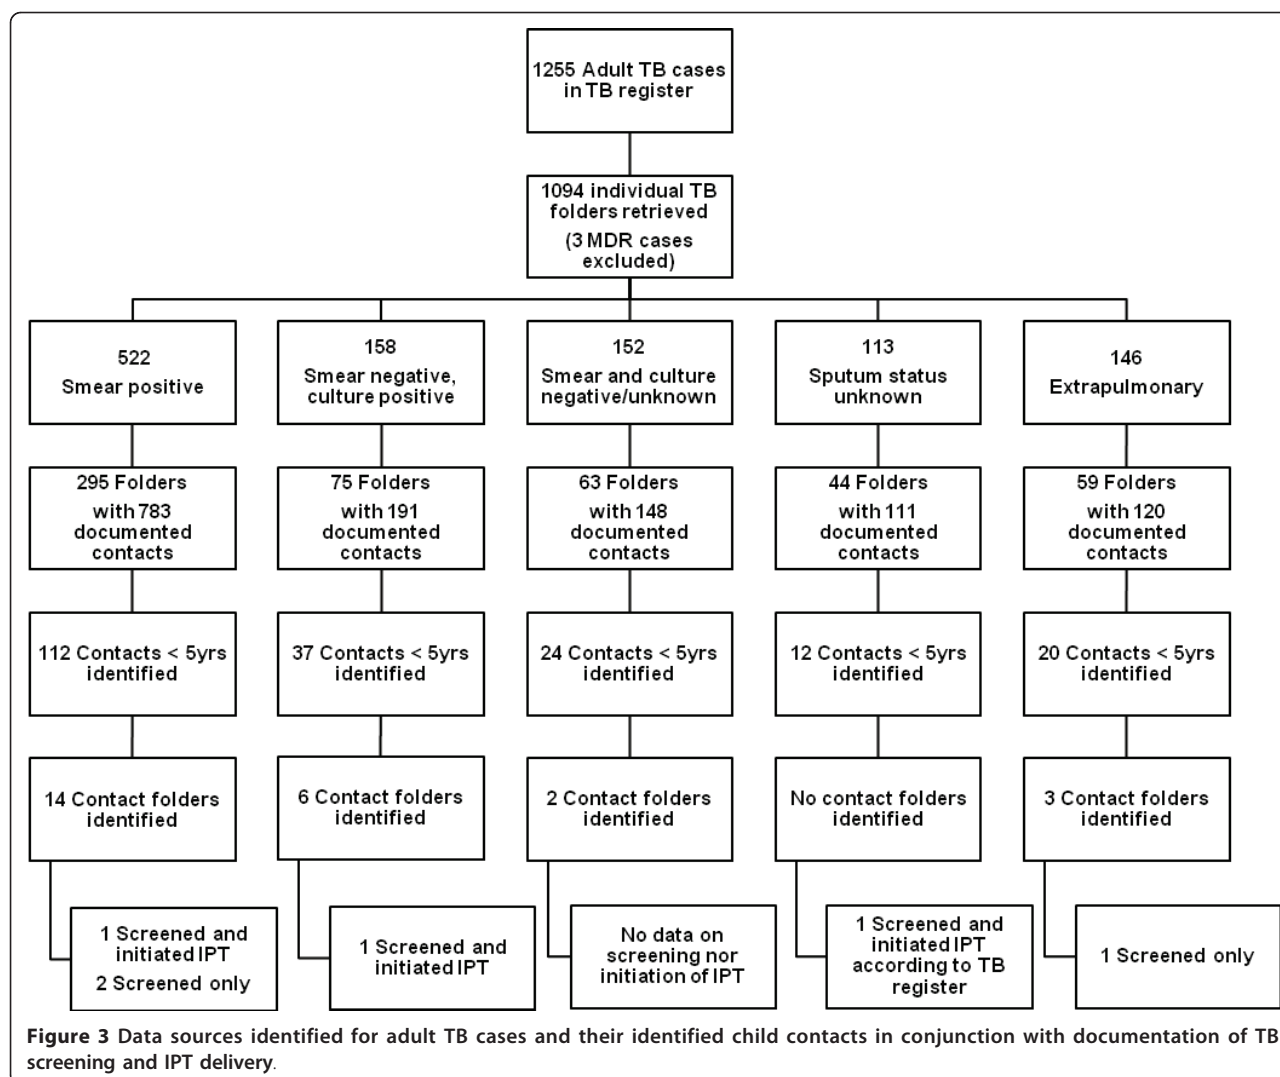 1255 Adult TB cases
in TB register
1094 individual TB
folders retrieved
(3 MDR cases
excluded)
522
Smear positive
158
Smear negative,
culture positive
152
Smear and culture
negative/unknown
113
Sputum status
unknown
146
Extrapulmonary
295 Folders
with 783
documented
contacts
75 Folders
with 191
documented
contacts
63 Folders
with 148
documented
contacts
44 Folders
with 111
documented
contacts
59 Folders
with 120
documented
contacts
112 Contacts < 5yrs
identified
37 Contacts < 5yrs
identified
24 Contacts < 5yrs
identified
12 Contacts < 5yrs
identified
20 Contacts < 5yrs
identified
14 Contact folders
identified
6 Contact folders
identified
2 Contact folders
identified
No contact folders
identified
3 Contact folders
identified
1 Screened and
initiated IPT
2 Screened only
1 Screened and
initiated IPT
No data on
screening nor
initiation of IPT
1 Screened and
initiated IPT
according to TB
register
1 Screened only
Figure 3 Data sources identified for adult TB cases and their identified child contacts in conjunction with documentation of TB
screening and IPT delivery.